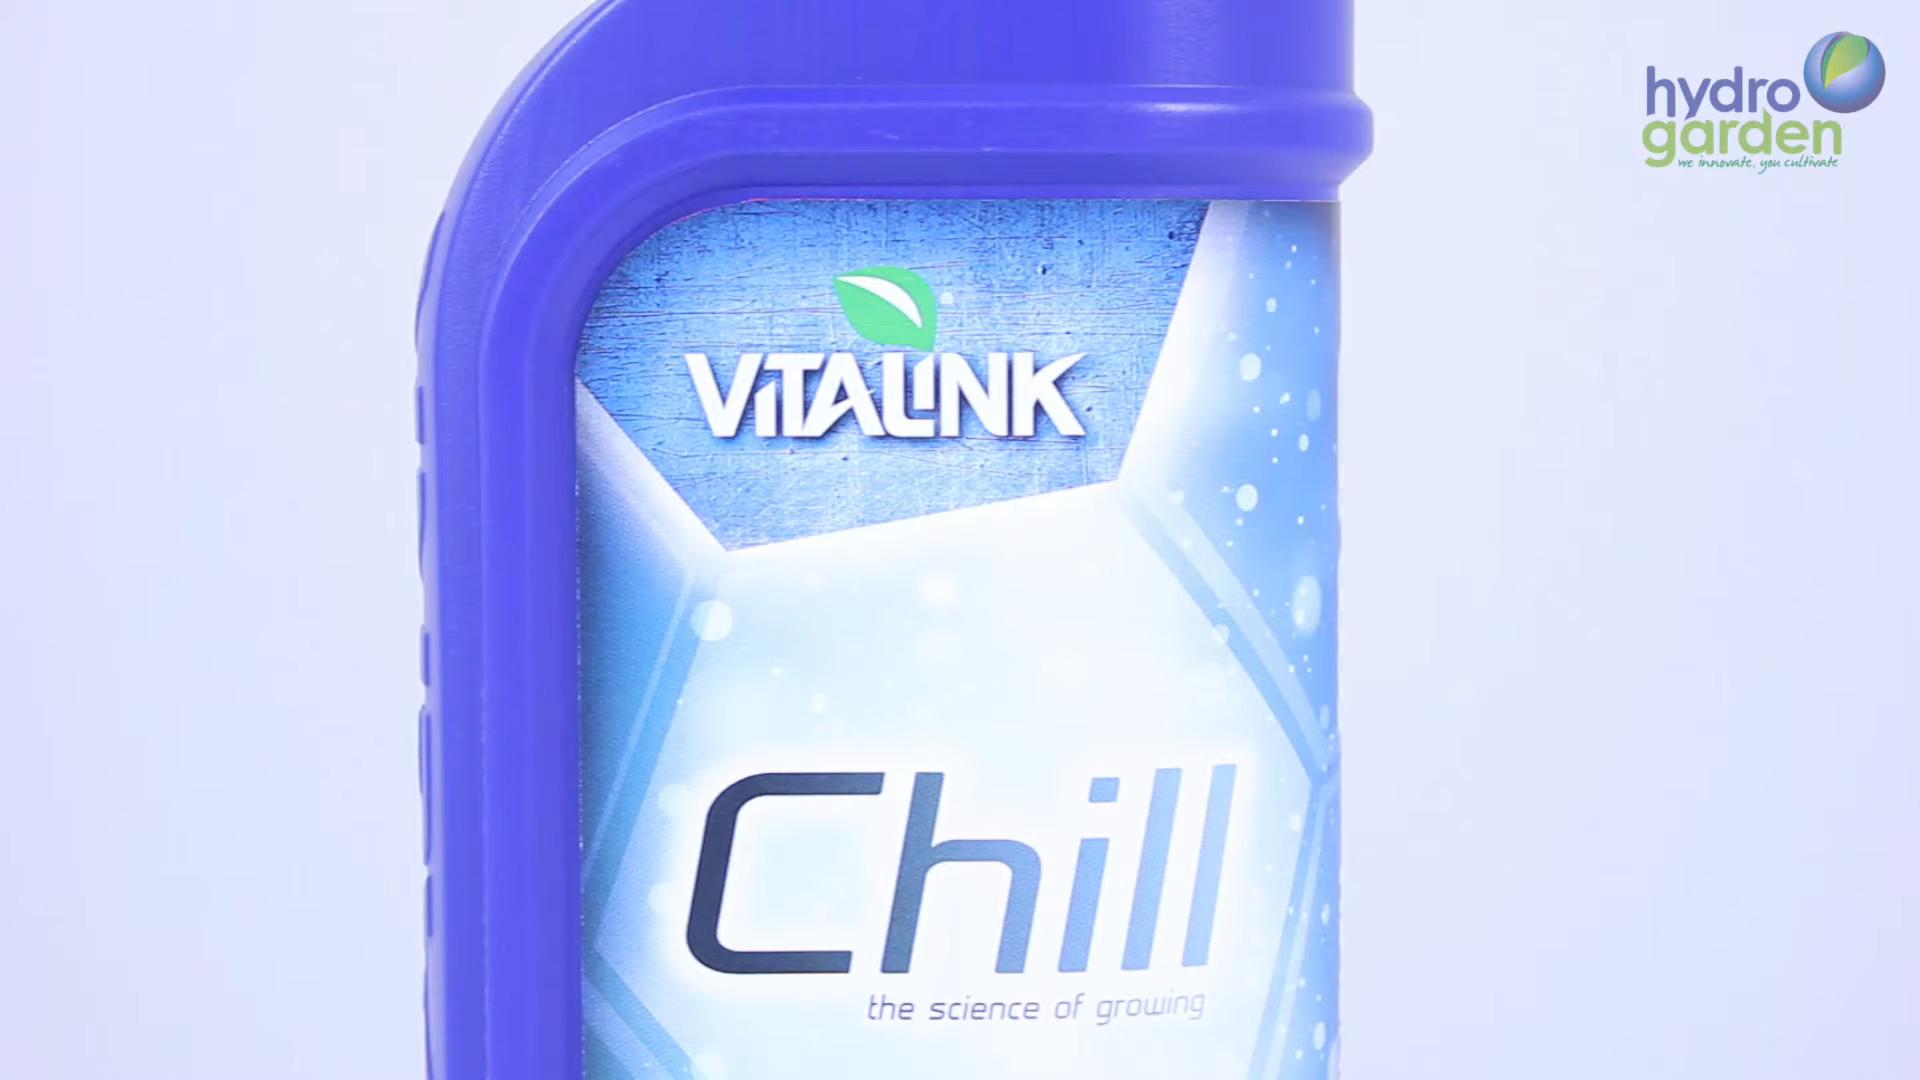 hydro
garden
we innovate, you cultivate
VITALINK
Chill
the science of growing